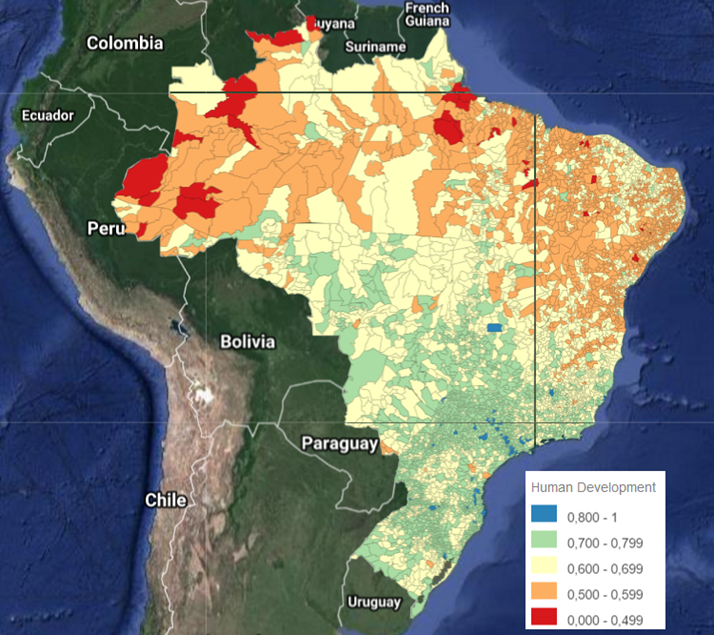 French
Guiana
Guyana
Colombia
Suriname
Ecuador
Peru
Bolivia
Paraguay
Chile
Uruguay
Human Development
0,800 - 1
0,700 - 0,799
0,600 - 0,699
0,500 - 0,599
0,000 - 0,499